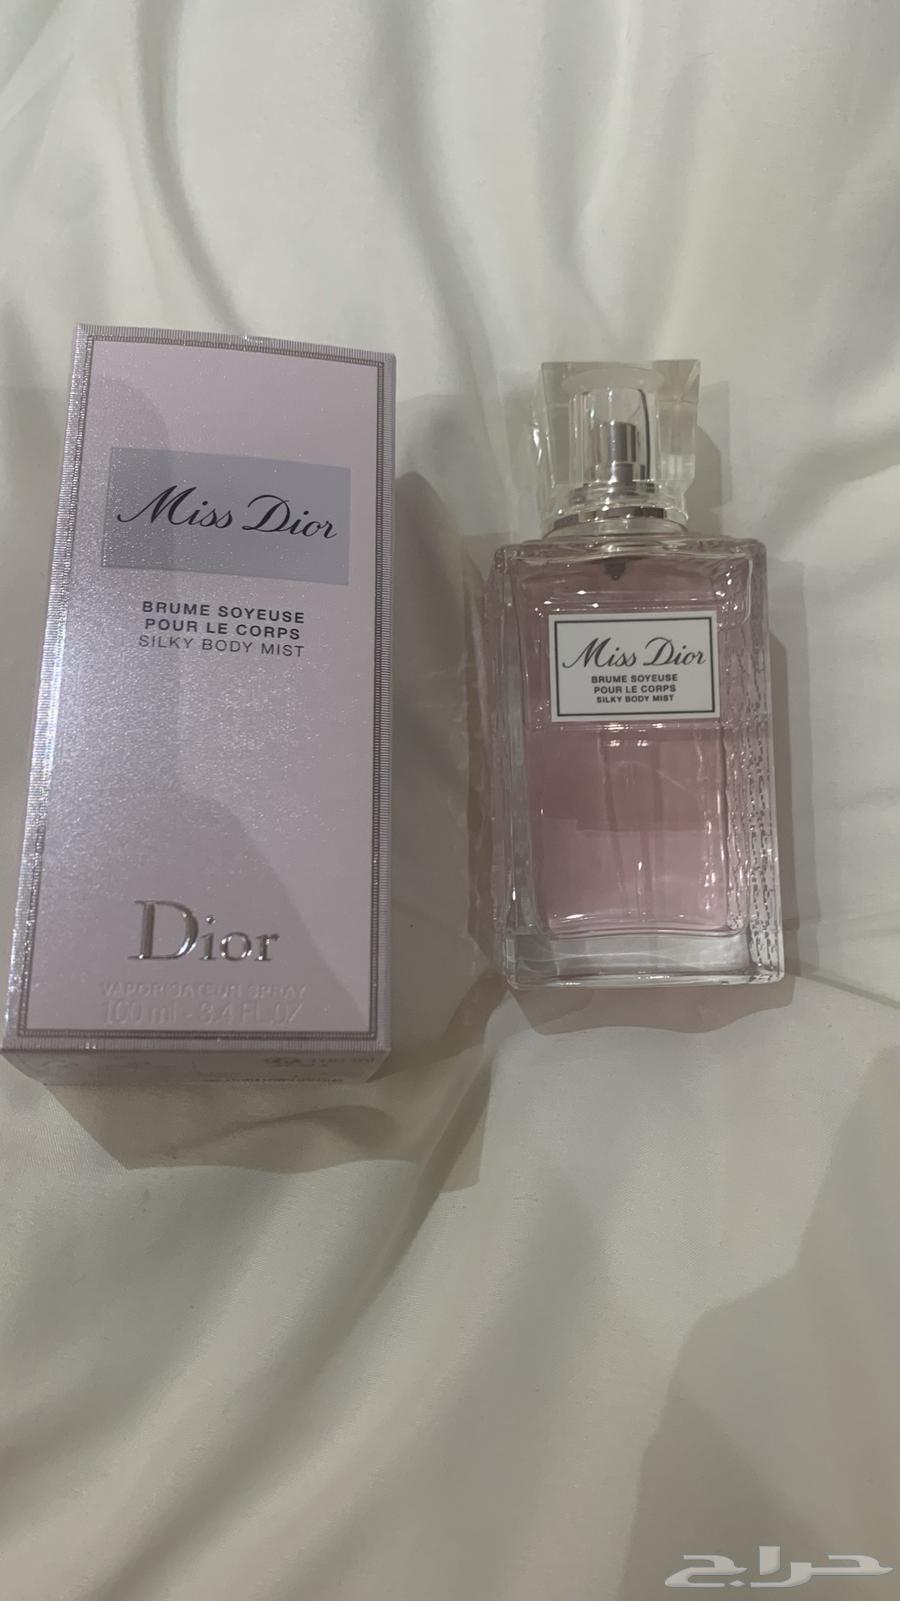 Miss Dior
BRUME SOYEUSE
POUR LE CORPS
SILKY BODY MIST
Dior
VAPORISATEUR SPRAY
100 ml - 3.4 FL.OZ
Miss Dior
BRUME SOYEUSE
POUR LE CORPS
SILKY BODY MIST
حراج